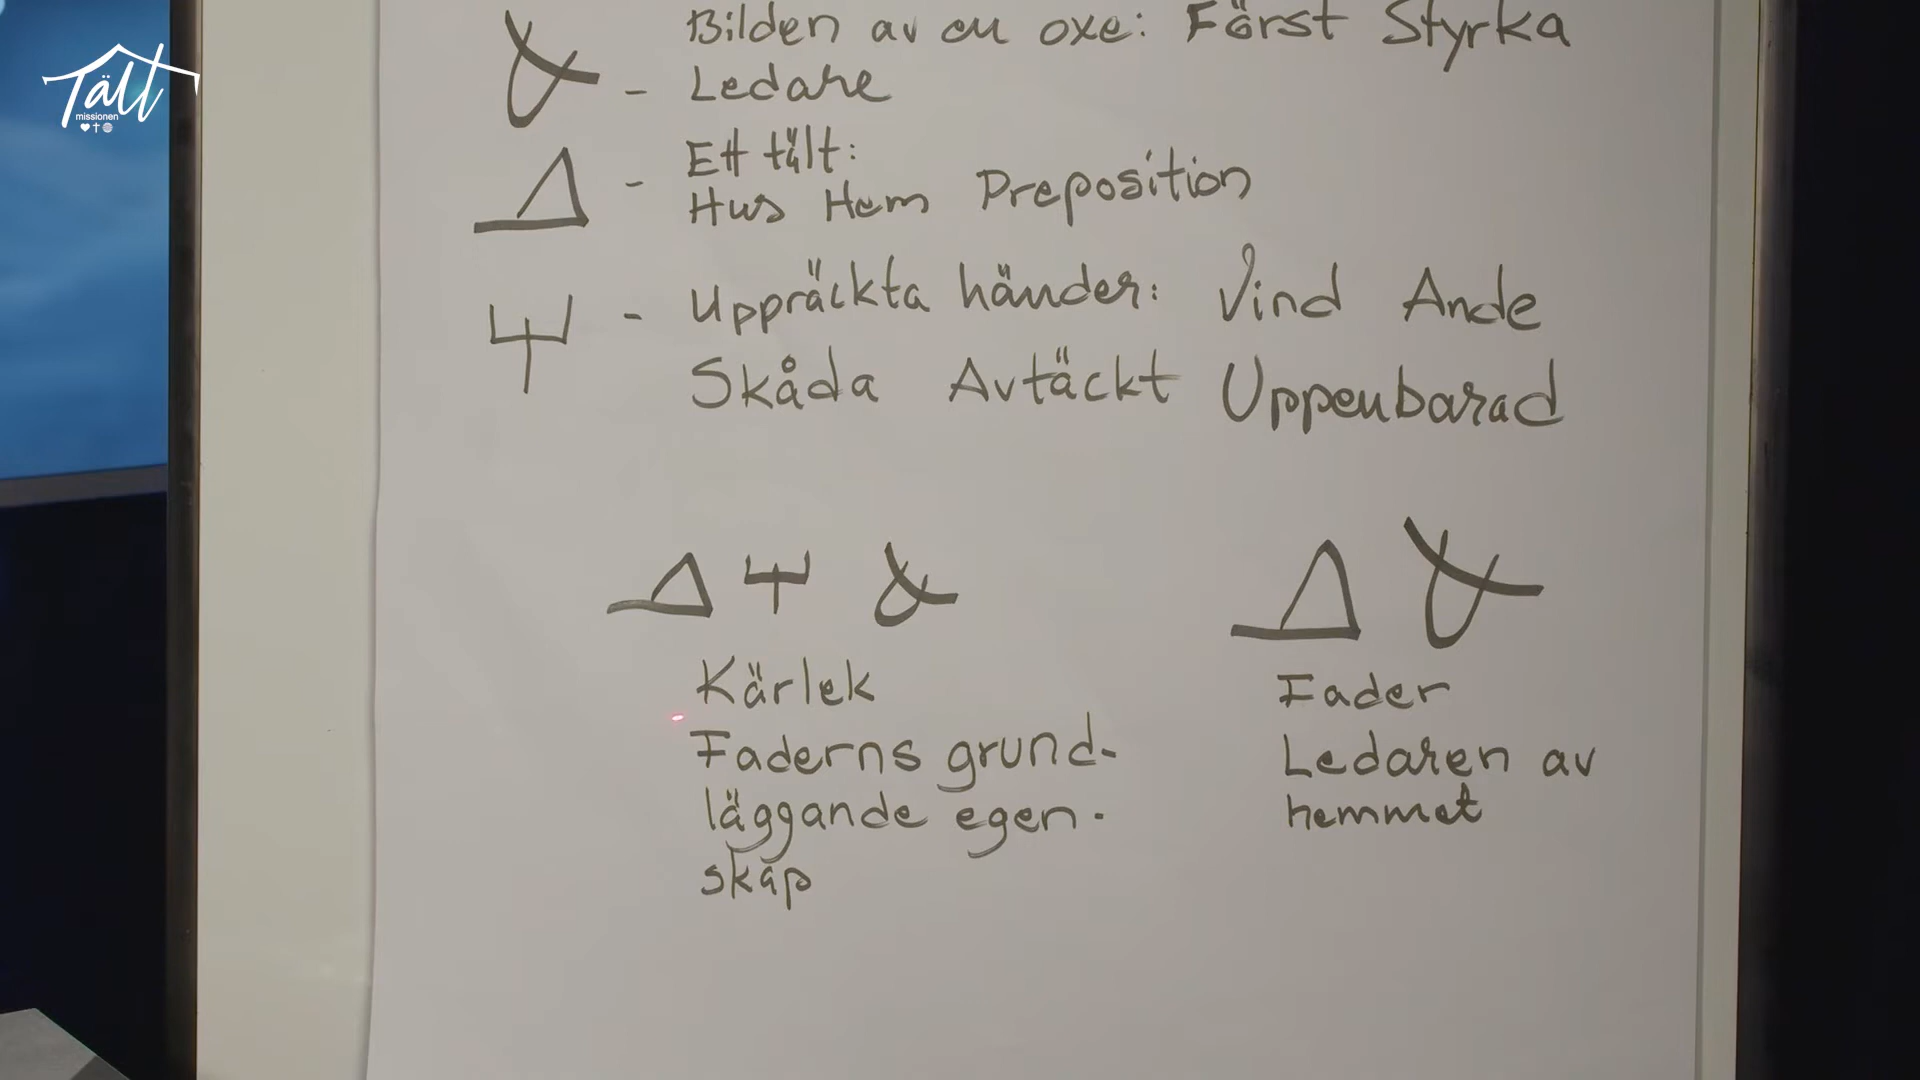 Tält
missionen
Bilden av en oxe: Först Styrka
- Ledare
- Ett tält:
Hus Hem Preposition
- Uppräckta händer: Vind Ande
Skåda Avtäckt Uppenbarad
Kärlek
Faderns grund-
läggande egen-
skap
Fader
Ledaren av
hemmet